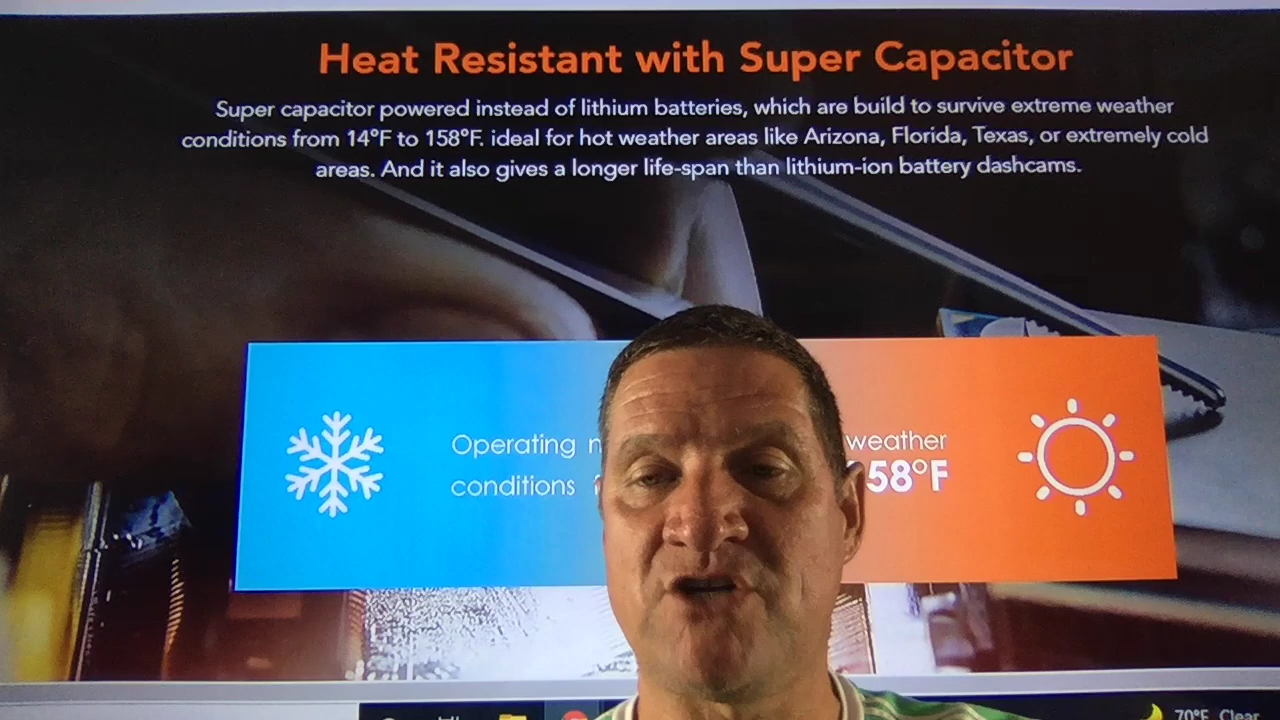 Heat Resistant with Super Capacitor
Super capacitor powered instead of lithium batteries, which are build to survive extreme weather
conditions from 14°F to 158°F. ideal for hot weather areas like Arizona, Florida, Texas, or extremely cold
areas. And it also gives a longer life-span than lithium-ion battery dashcams.
Operating weather
conditions 58°F
70°F Clear